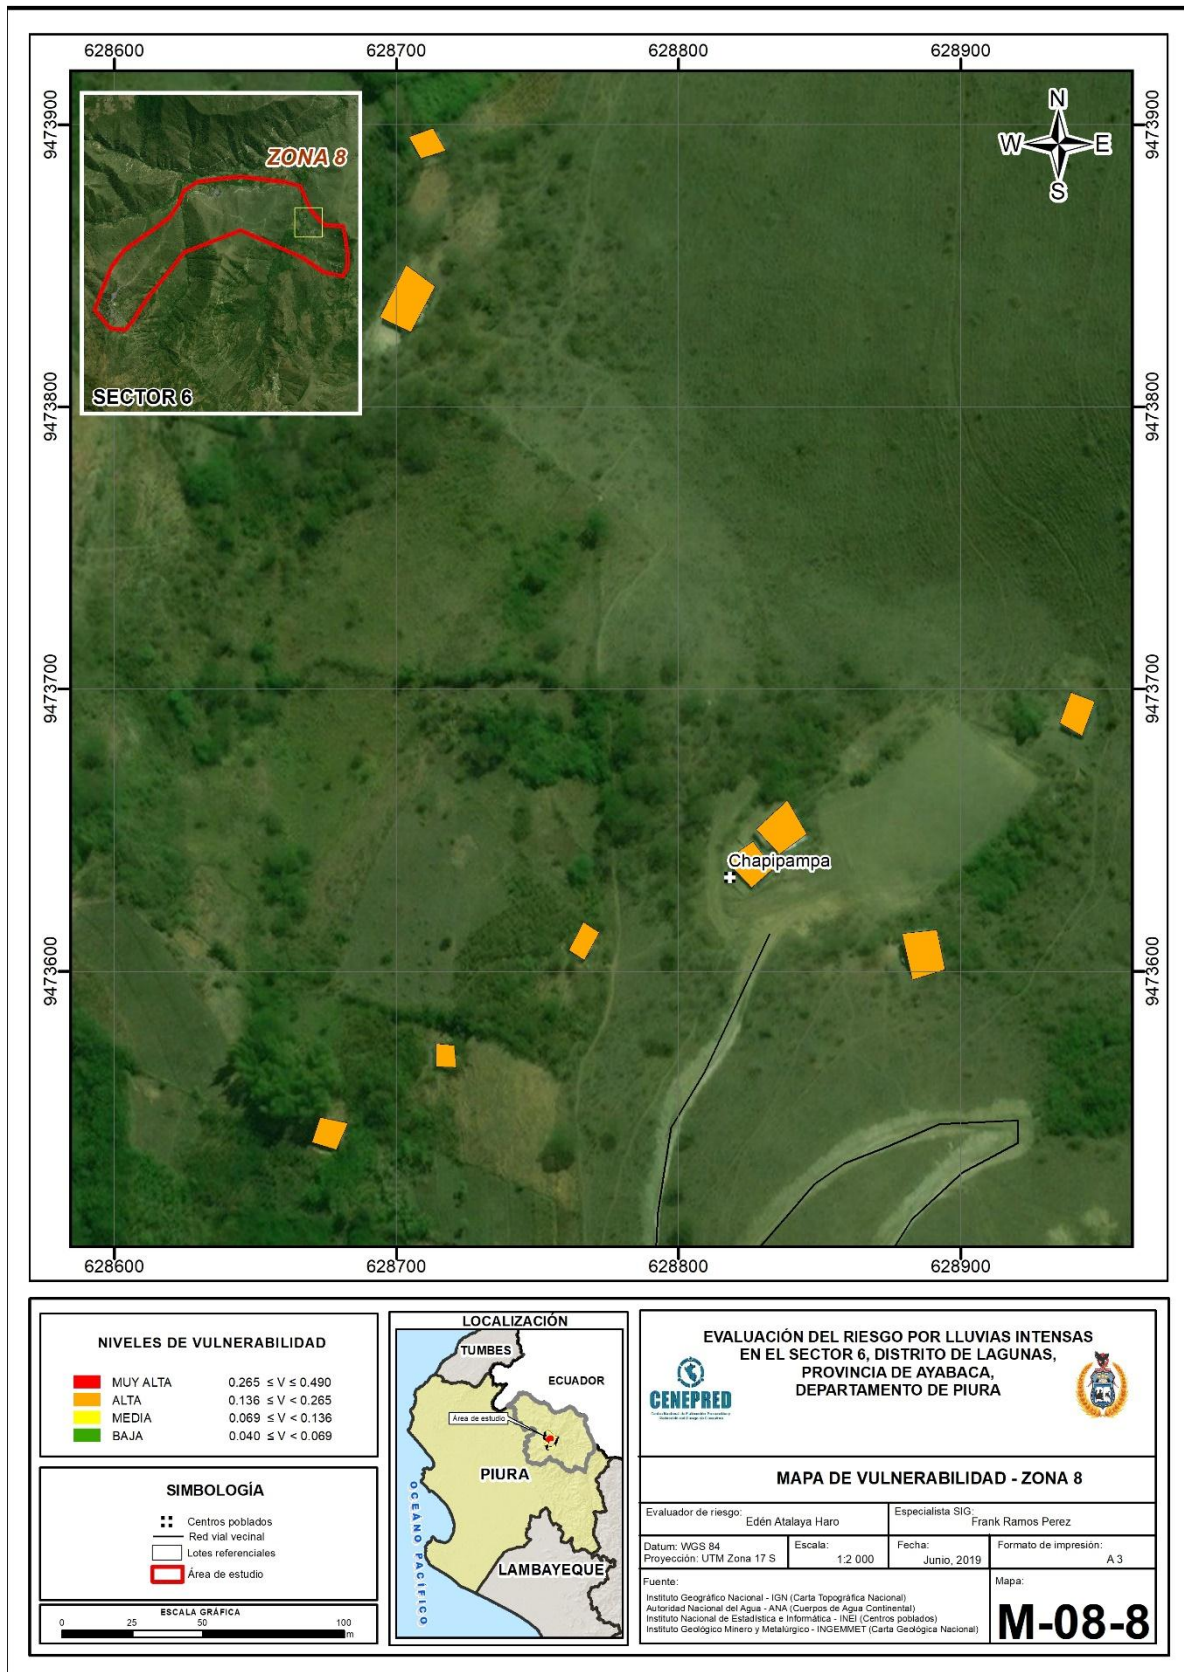 628600 628700 628800 628900
9473900 9473900
9473800 9473800
9473700 9473700
9473600 9473600
ZONA 8
SECTOR 6
N
W E
S
Chapipampa
628600 628700 628800 628900
NIVELES DE VULNERABILIDAD
MUY ALTA 0.265 ≤ V ≤ 0.490
ALTA 0.136 ≤ V < 0.265
MEDIA 0.069 ≤ V < 0.136
BAJA 0.040 ≤ V < 0.069
SIMBOLOGÍA
Centros poblados
Red vial vecinal
Lotes referenciales
Área de estudio
ESCALA GRÁFICA
0 25 50 100
m
LOCALIZACIÓN
TUMBES
ECUADOR
Área de estudio
PIURA
OCEÁNO PACÍFICO
LAMBAYEQUE
EVALUACIÓN DEL RIESGO POR LLUVIAS INTENSAS
EN EL SECTOR 6, DISTRITO DE LAGUNAS,
PROVINCIA DE AYABACA,
DEPARTAMENTO DE PIURA
CENEPRED
MAPA DE VULNERABILIDAD - ZONA 8
Evaluador de riesgo:
Edén Atalaya Haro
Especialista SIG:
Frank Ramos Perez
Datum: WGS 84
Proyección: UTM Zona 17 S
Escala:
1:2 000
Fecha:
Junio, 2019
Formato de impresión:
A 3
Fuente:
Instituto Geográfico Nacional - IGN (Carta Topográfica Nacional)
Autoridad Nacional del Agua - ANA (Cuerpos de Agua Continental)
Instituto Nacional de Estadística e Informática - INEI (Centros poblados)
Instituto Geológico Minero y Metalúrgico - INGEMMET (Carta Geológica Nacional)
Mapa:
M-08-8